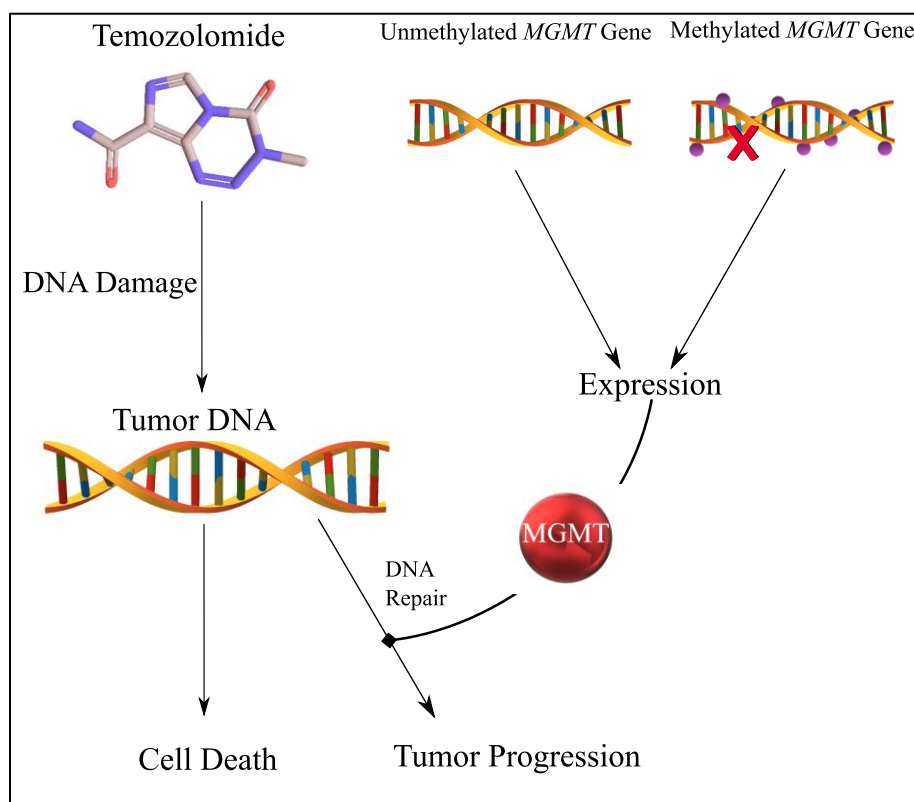 Temozolomide
Unmethylated MGMT Gene
Methylated MGMT Gene
DNA Damage
Expression
Tumor DNA
MGMT
DNA
Repair
Cell Death
Tumor Progression